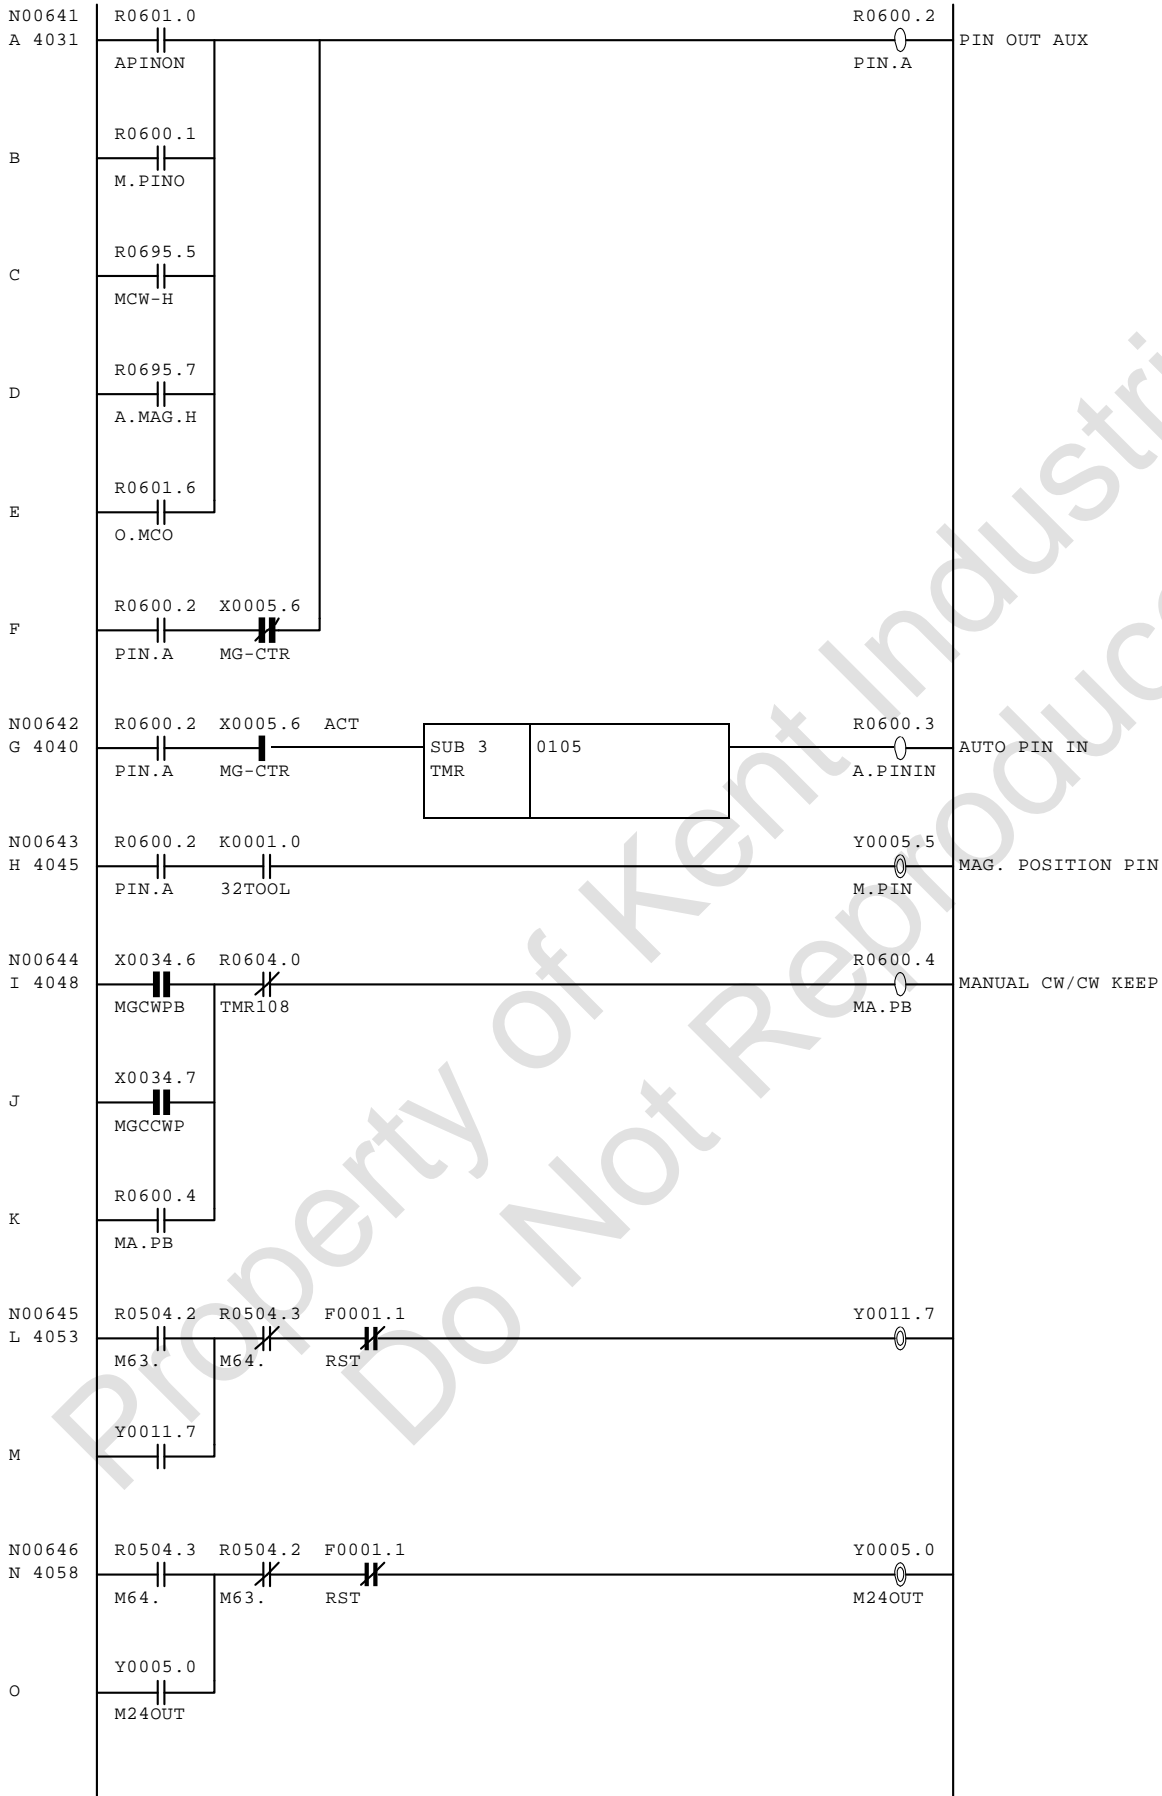 N00641 R0601.0 R0600.2
A 4031 PIN OUT AUX
APINON PIN.A
R0600.1
B
M.PINO
R0695.5
C
MCW-H
R0695.7
D
A.MAG.H
R0601.6
E
O.MCO
R0600.2 X0005.6
F
PIN.A MG-CTR
N00642 R0600.2 X0005.6 ACT R0600.3
G 4040 SUB 3 0105 AUTO PIN IN
PIN.A MG-CTR TMR A.PININ
N00643 R0600.2 K0001.0 Y0005.5
H 4045 MAG. POSITION PIN
PIN.A 32TOOL M.PIN
N00644 X0034.6 R0604.0 R0600.4
I 4048 MANUAL CW/CW KEEP
MGCWPB TMR108 MA.PB
X0034.7
J
MGCCWP
R0600.4
K
MA.PB
N00645 R0504.2 R0504.3 F0001.1 Y0011.7
L 4053
M63. M64. RST
Y0011.7
M
N00646 R0504.3 R0504.2 F0001.1 Y0005.0
N 4058
M64. M63. RST M24OUT
Y0005.0
O
M24OUT
Property of Kent Industri
Do Not Reproduc